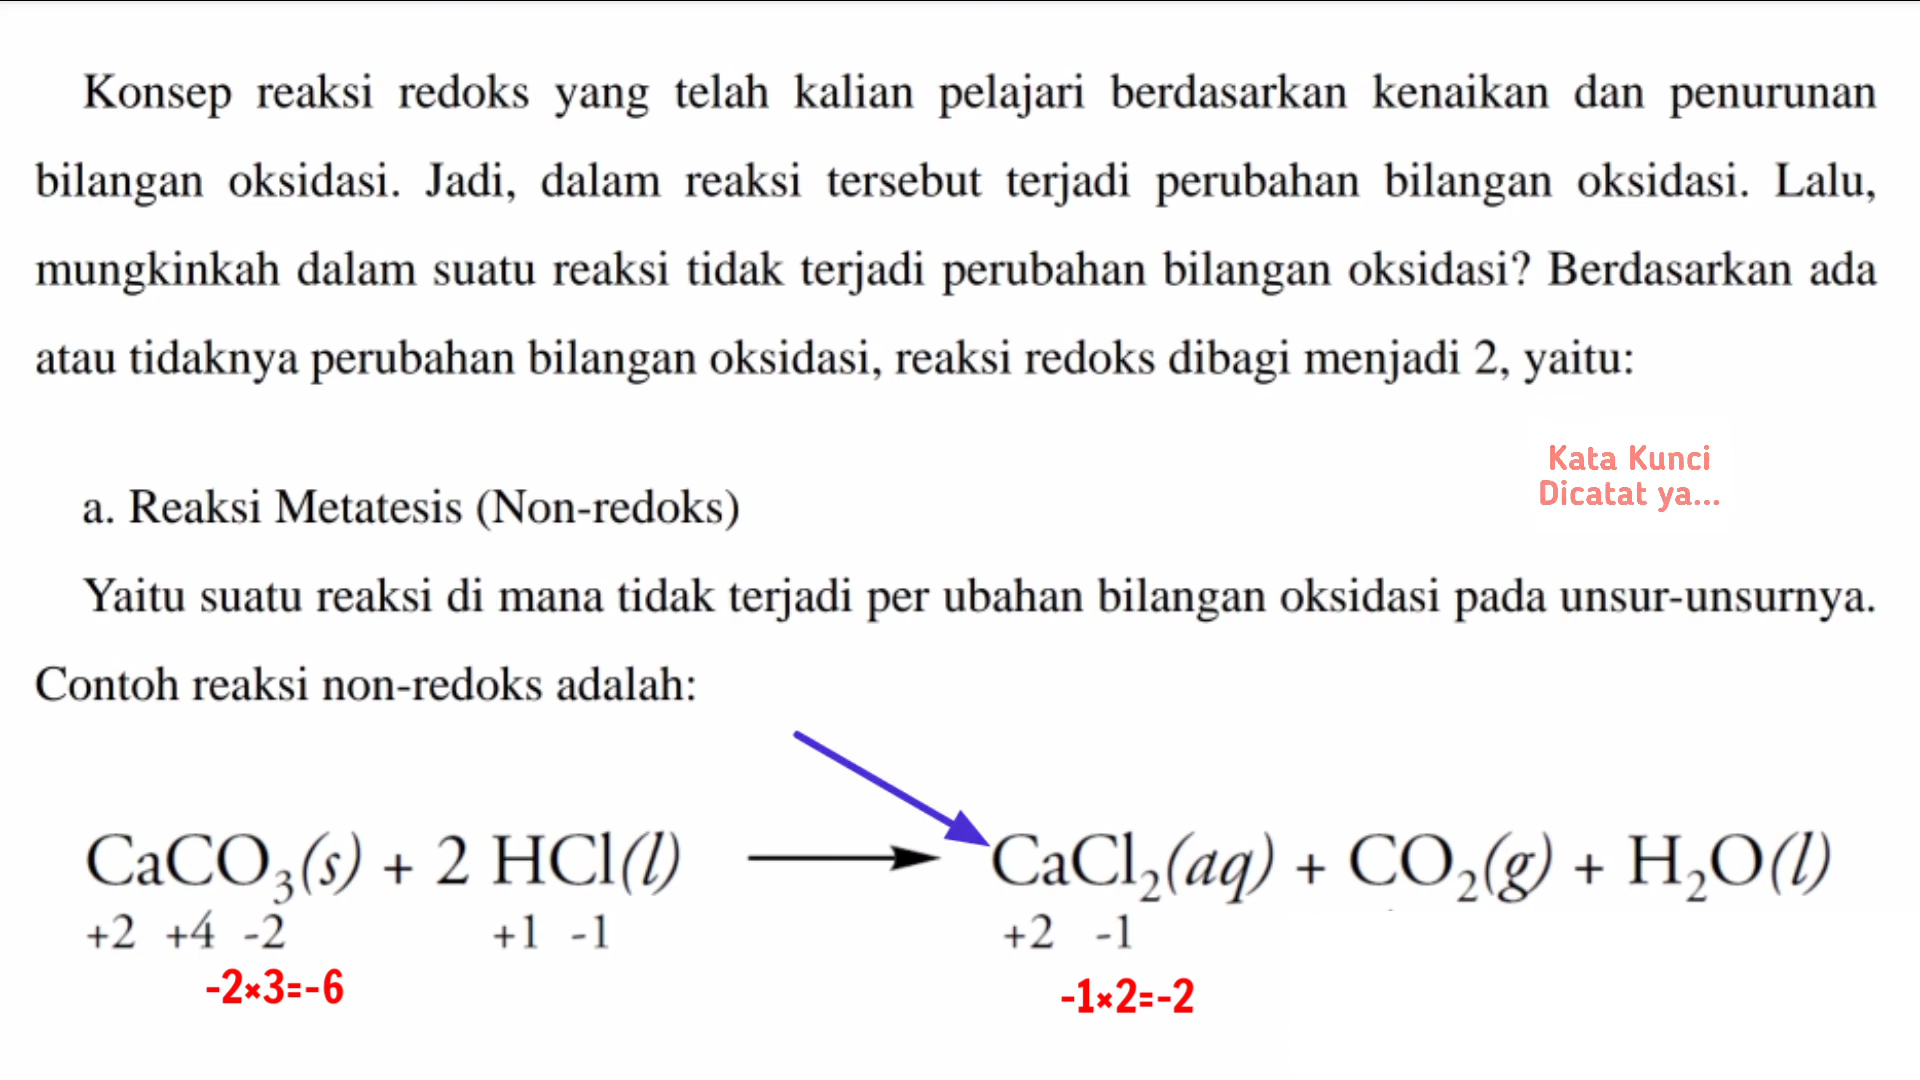 Konsep reaksi redoks yang telah kalian pelajari berdasarkan kenaikan dan penurunan
bilangan oksidasi. Jadi, dalam reaksi tersebut terjadi perubahan bilangan oksidasi. Lalu,
mungkinkah dalam suatu reaksi tidak terjadi perubahan bilangan oksidasi? Berdasarkan ada
atau tidaknya perubahan bilangan oksidasi, reaksi redoks dibagi menjadi 2, yaitu:
Kata Kunci
Dicatat ya...
a. Reaksi Metatesis (Non-redoks)
Yaitu suatu reaksi di mana tidak terjadi per ubahan bilangan oksidasi pada unsur-unsurnya.
Contoh reaksi non-redoks adalah:
CaCO₃(s) + 2 HCl(l) ⟶ CaCl₂(aq) + CO₂(g) + H₂O(l)
+2 +4 -2 +1 -1 +2 -1
-2×3=-6 -1×2=-2